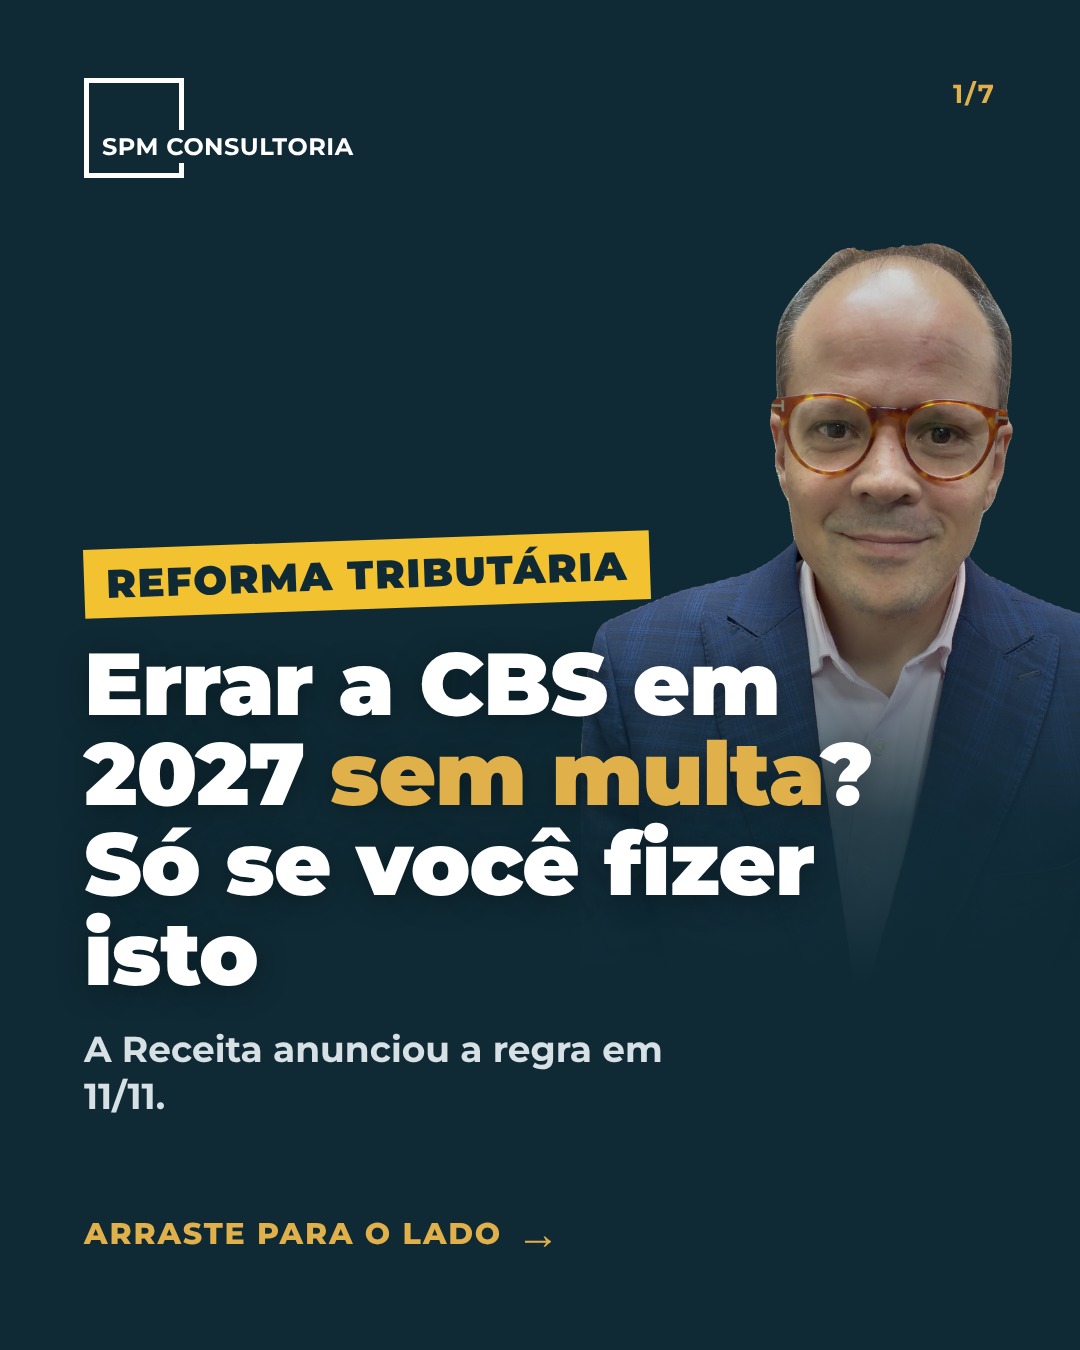 SPM CONSULTORIA
1/7
REFORMA TRIBUTÁRIA
Errar a CBS em
2027 sem multa?
Só se você fizer
isto
A Receita anunciou a regra em
11/11.
ARRASTE PARA O LADO →